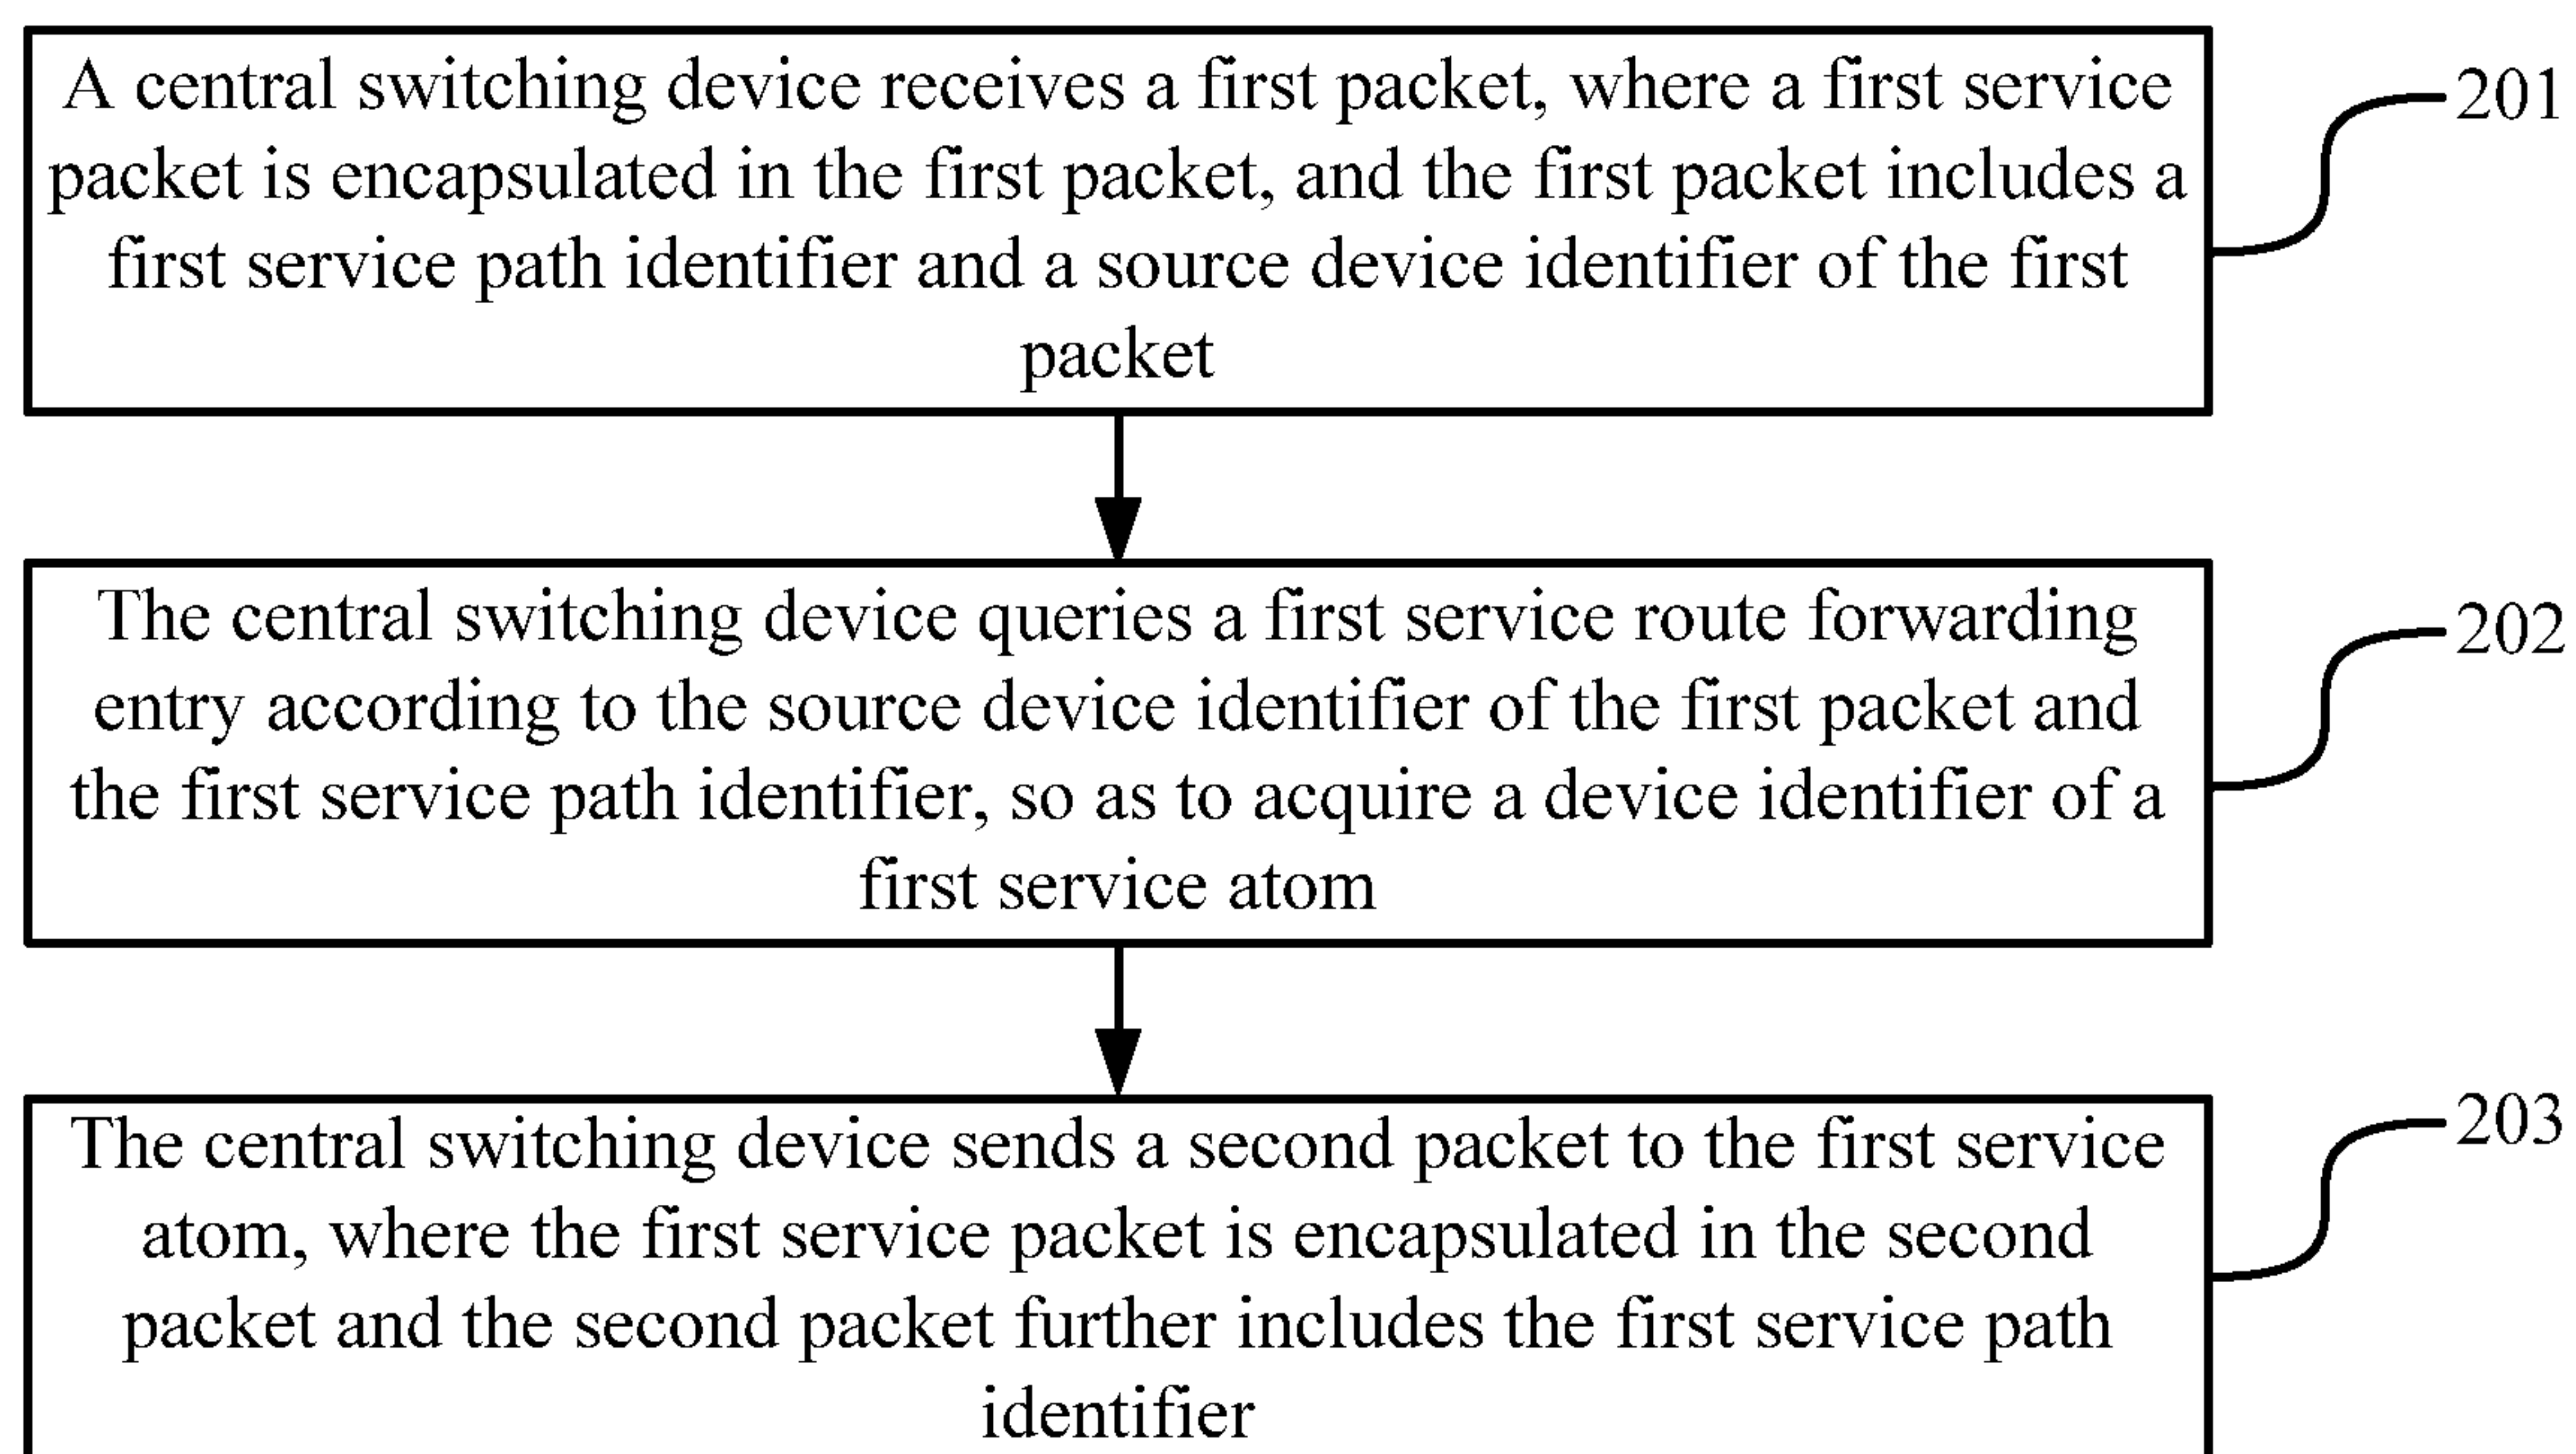 A central switching device receives a first packet, where a first service
packet is encapsulated in the first packet, and the first packet includes a
first service path identifier and a source device identifier of the first
packet
201
The central switching device queries a first service route forwarding
entry according to the source device identifier of the first packet and
the first service path identifier, so as to acquire a device identifier of a
first service atom
202
The central switching device sends a second packet to the first service
atom, where the first service packet is encapsulated in the second
packet and the second packet further includes the first service path
identifier
203